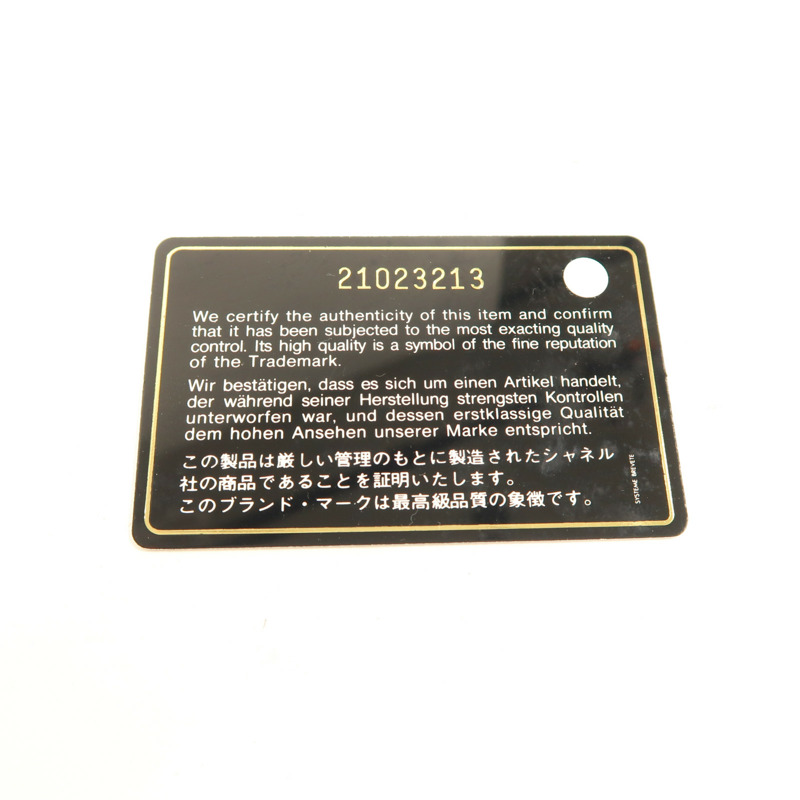 21023213
We certify the authenticity of this item and confirm
that it has been subjected to the most exacting quality
control. Its high quality is a symbol of the fine reputation
of the Trademark.
Wir bestätigen, dass es sich um einen Artikel handelt,
der während seiner Herstellung strengsten Kontrollen
unterworfen war, und dessen erstklassige Qualität
dem hohen Ansehen unserer Marke entspricht.
この製品は厳しい管理のもとに製造されたシャネル
社の商品であることを証明いたします。
このブランド・マークは最高級品質の象徴です。
SYSTEME BREVETE